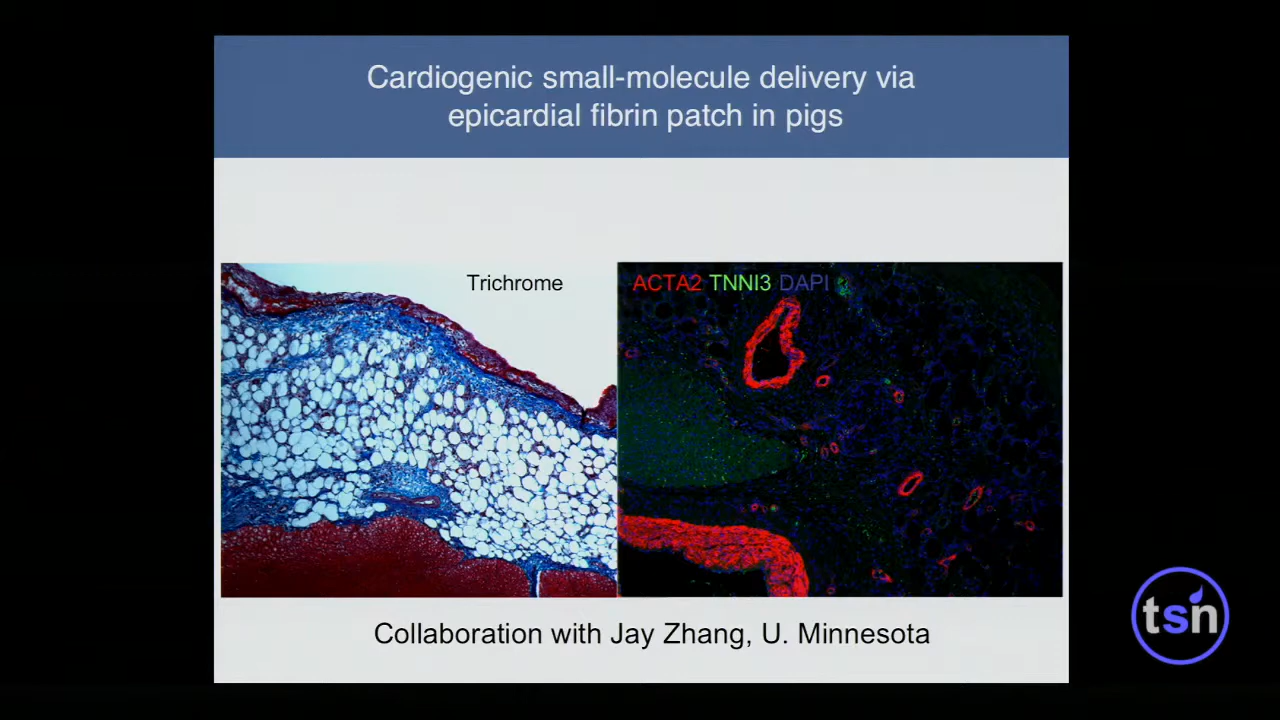 Cardiogenic small-molecule delivery via
epicardial fibrin patch in pigs
Trichrome
ACTA2 TNNI3 DAPI
Collaboration with Jay Zhang, U. Minnesota
tsn